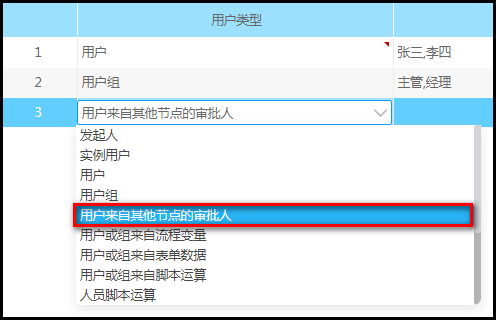 用户类型
1 用户 张三,李四
2 用户组 主管,经理
3 用户来自其他节点的审批人
发起人
实例用户
用户
用户组
用户来自其他节点的审批人
用户或组来自流程变量
用户或组来自表单数据
用户或组来自脚本运算
人员脚本运算